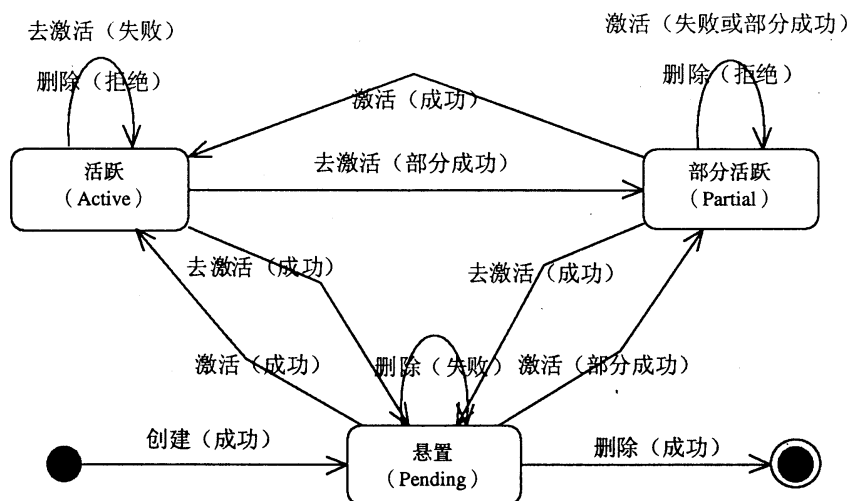 去激活（失败）
删除（拒绝）
激活（失败或部分成功）
删除（拒绝）
激活（成功）
活跃
（Active）
去激活（部分成功）
部分活跃
（Partial）
去激活（成功）
去激活（成功）
激活（成功）
删除（失败）
激活（部分成功）
创建（成功）
悬置
（Pending）
删除（成功）